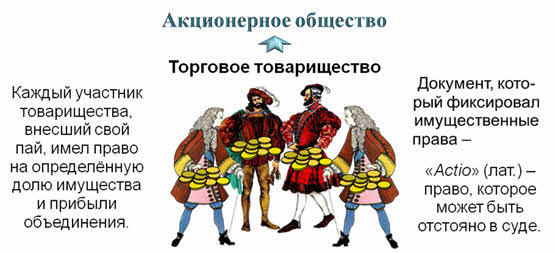 Акционерное общество
Торговое товарищество
Каждый участник
товарищества,
внесший свой
пай, имел право
на определённую
долю имущества
и прибыли
объединения.
Документ, кото-
рый фиксировал
имущественные
права –
«Actio» (лат.) –
право, которое
может быть
отстояно в суде.